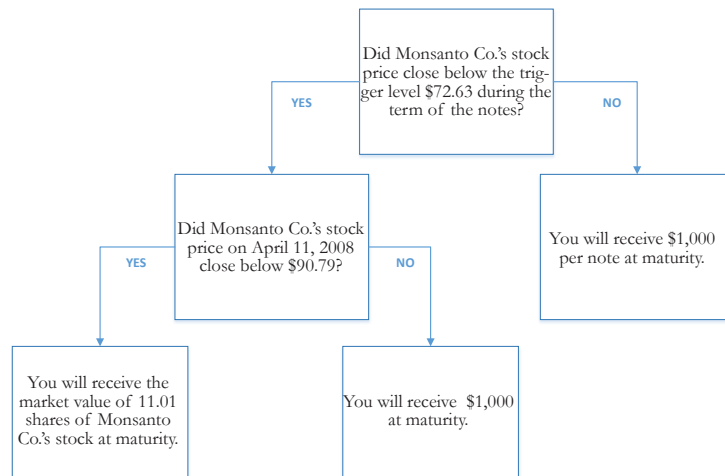 Did Monsanto Co.'s stock
price close below the trig-
ger level $72.63 during the
term of the notes?
YES
NO
Did Monsanto Co.'s stock
price on April 11, 2008
close below $90.79?
You will receive $1,000
per note at maturity.
YES
NO
You will receive the
market value of 11.01
shares of Monsanto
Co.'s stock at maturity.
You will receive $1,000
at maturity.